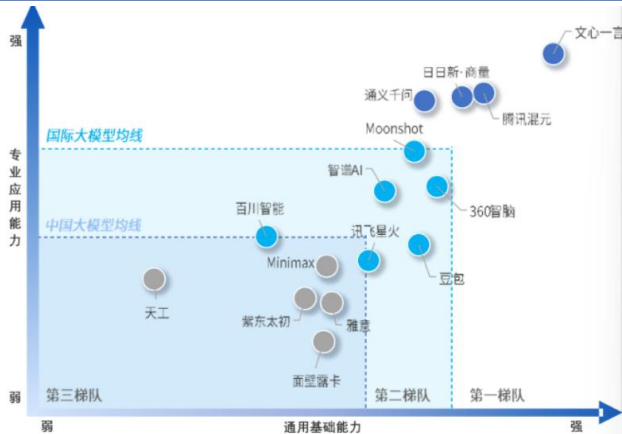 强
文心一言
日日新·商量
通义千问
腾讯混元
Moonshot
国际大模型均线
智谱AI
专业应用能力
360智脑
百川智能
中国大模型均线
讯飞星火
Minimax
豆包
天工
紫东太初
雅意
面壁露卡
弱
第三梯队
第二梯队
第一梯队
弱
通用基础能力
强